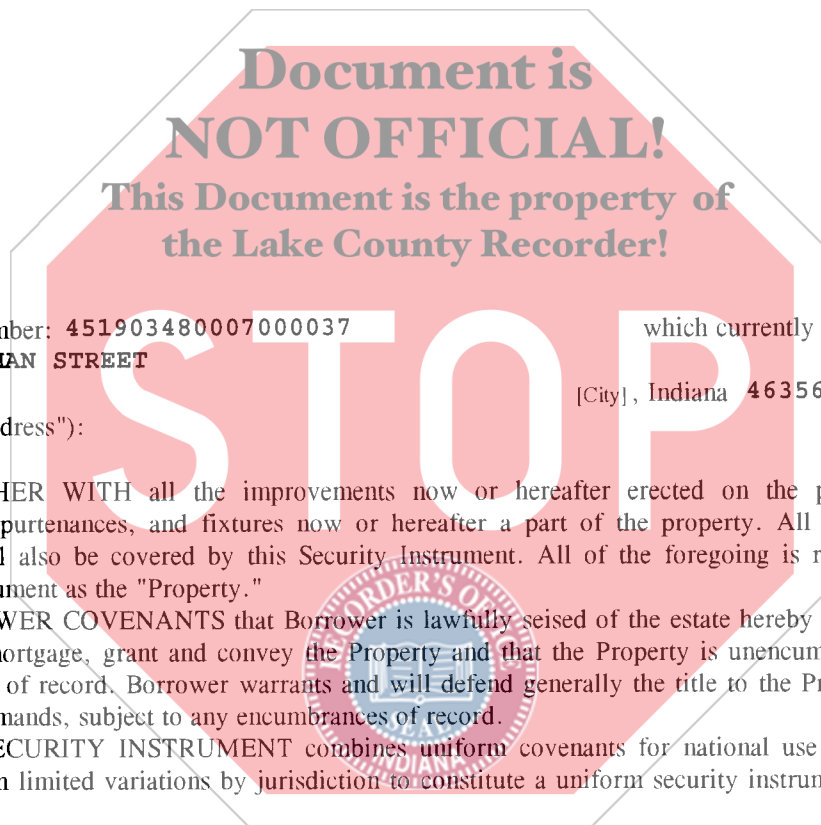 Document is
NOT OFFICIAL!
This Document is the property of
the Lake County Recorder!
STOP
mber: 451903480007000037 which currently
AN STREET
[City], Indiana 46356
dress"):
HER WITH all the improvements now or hereafter erected on the p
purtenances, and fixtures now or hereafter a part of the property. All
l also be covered by this Security Instrument. All of the foregoing is r
ument as the "Property."
WER COVENANTS that Borrower is lawfully seised of the estate hereby
mortgage, grant and convey the Property and that the Property is unencum
of record. Borrower warrants and will defend generally the title to the Pr
mands, subject to any encumbrances of record.
ECURITY INSTRUMENT combines uniform covenants for national use
h limited variations by jurisdiction to constitute a uniform security instrum
RECORDER'S OFFICE
SEAL
INDIANA